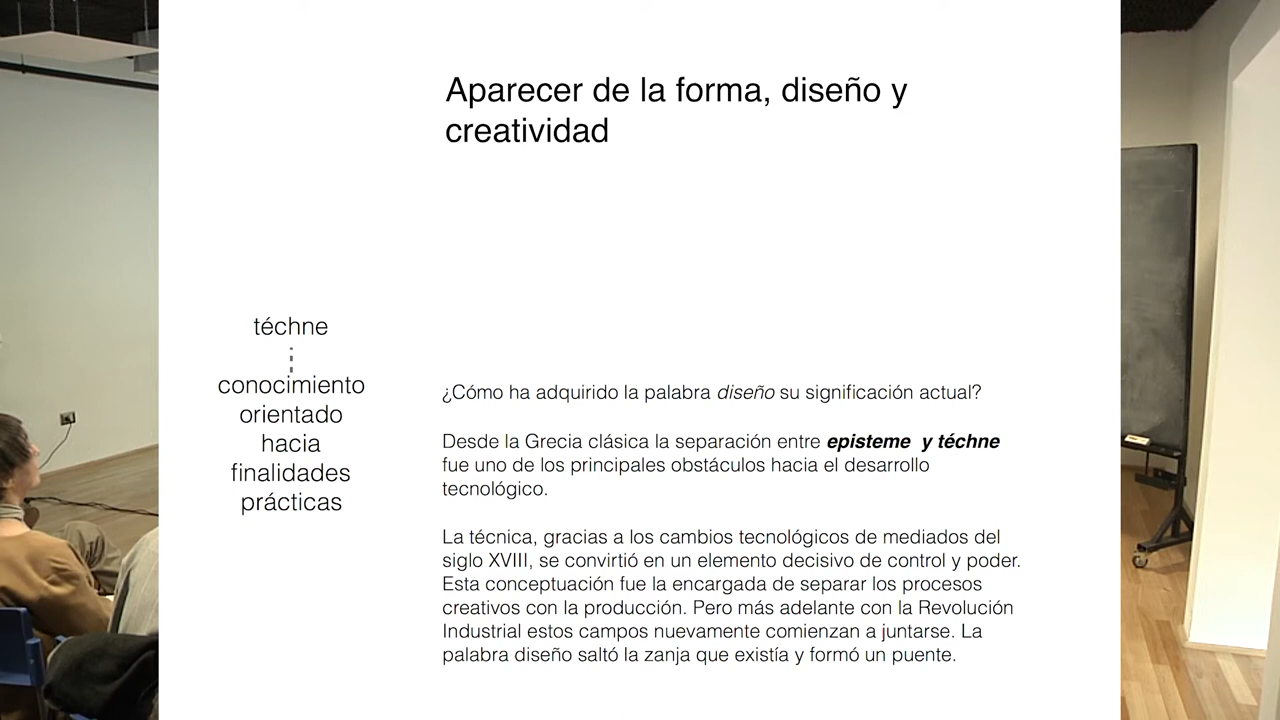 Aparecer de la forma, diseño y
creatividad
téchne
conocimiento
orientado
hacia
finalidades
prácticas
¿Cómo ha adquirido la palabra diseño su significación actual?
Desde la Grecia clásica la separación entre episteme y téchne
fue uno de los principales obstáculos hacia el desarrollo
tecnológico.
La técnica, gracias a los cambios tecnológicos de mediados del
siglo XVIII, se convirtió en un elemento decisivo de control y poder.
Esta conceptuación fue la encargada de separar los procesos
creativos con la producción. Pero más adelante con la Revolución
Industrial estos campos nuevamente comienzan a juntarse. La
palabra diseño saltó la zanja que existía y formó un puente.